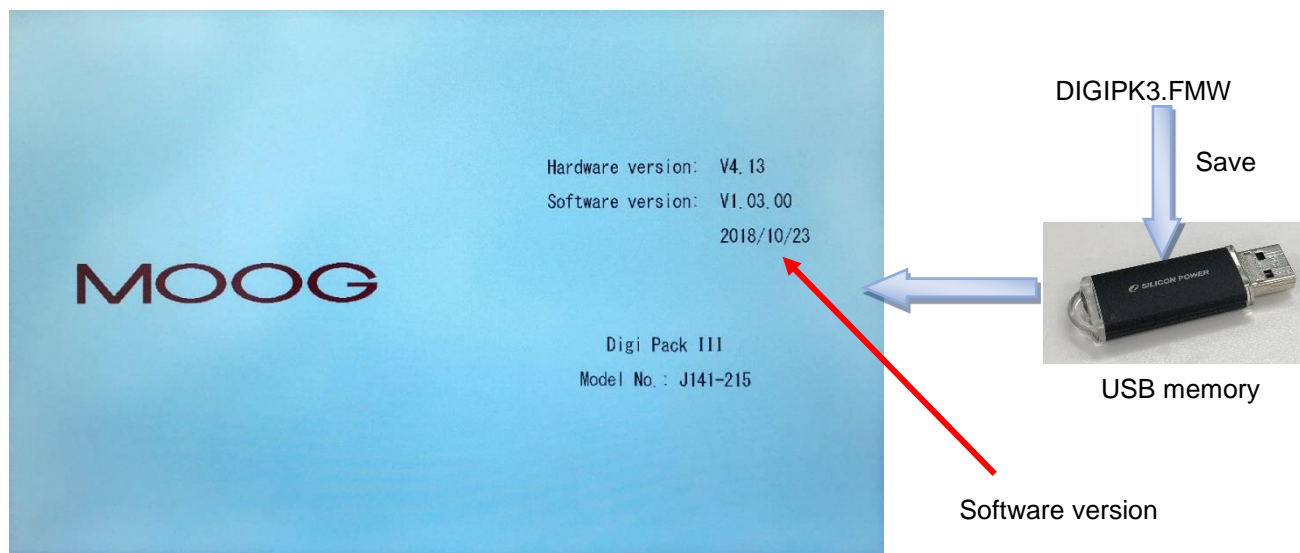 Hardware version: V4.13
Software version: V1.03.00
2018/10/23
MOOG
Digi Pack III
Model No.: J141-215
DIGIPK3.FMW
Save
SILICON POWER
USB memory
Software version